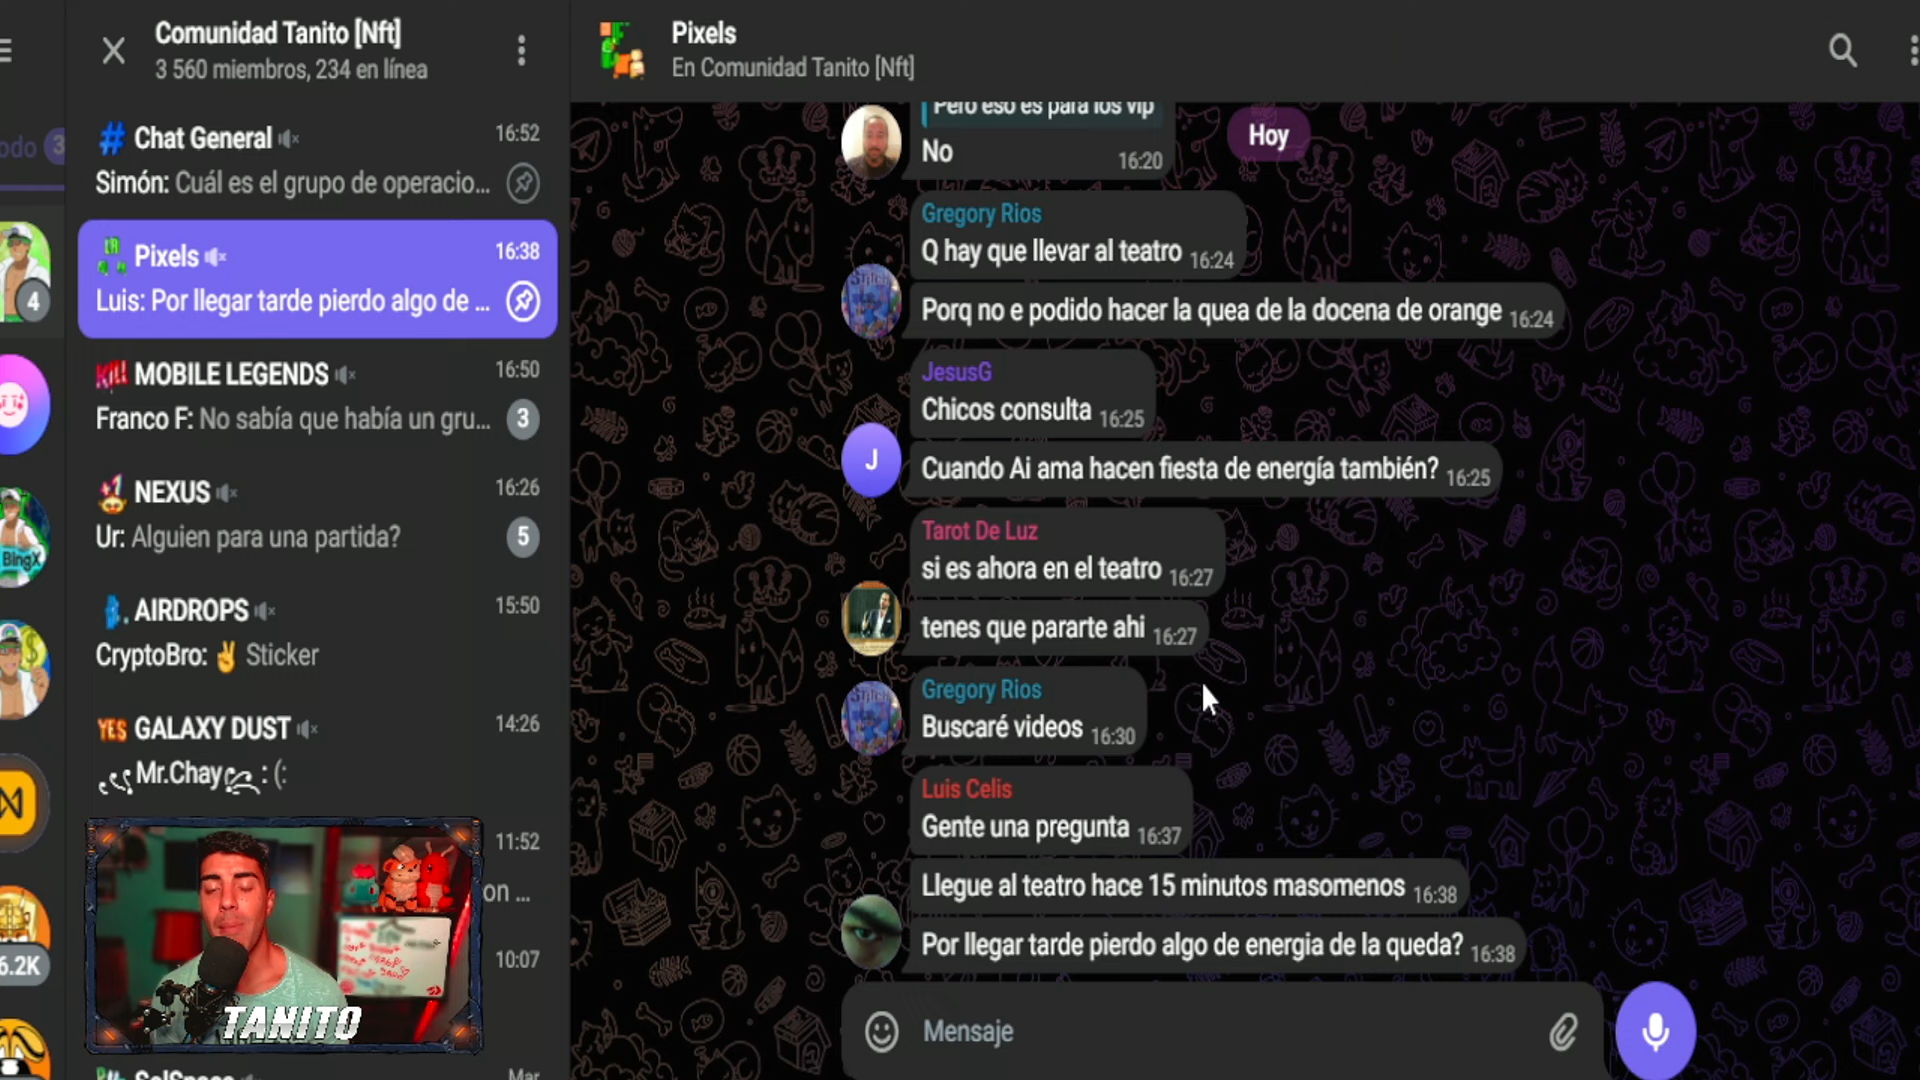 Comunidad Tanito [Nft]
3 560 miembros, 234 en línea
odo 3
Chat General 16:52
Simón: Cuál es el grupo de operacio...
Pixels 16:38
Luis: Por llegar tarde pierdo algo de ...
4
MOBILE LEGENDS 16:50
Franco F: No sabía que había un gru... 3
NEXUS 16:26
Ur: Alguien para una partida? 5
BingX
AIRDROPS 15:50
CryptoBro: ✌ Sticker
YES GALAXY DUST 14:26
Mr.Chay : (:
11:52
on ...
10:07
6.2K
TANITO
Mar
Pixels
En Comunidad Tanito [Nft]
Pero eso es para los vip
No 16:20
Hoy
Gregory Rios
Q hay que llevar al teatro 16:24
Porq no e podido hacer la quea de la docena de orange 16:24
JesusG
Chicos consulta 16:25
J
Cuando Ai ama hacen fiesta de energía también? 16:25
Tarot De Luz
si es ahora en el teatro 16:27
tenes que pararte ahi 16:27
Gregory Rios
Buscaré videos 16:30
Luis Celis
Gente una pregunta 16:37
Llegue al teatro hace 15 minutos masomenos 16:38
Por llegar tarde pierdo algo de energia de la queda? 16:38
Mensaje